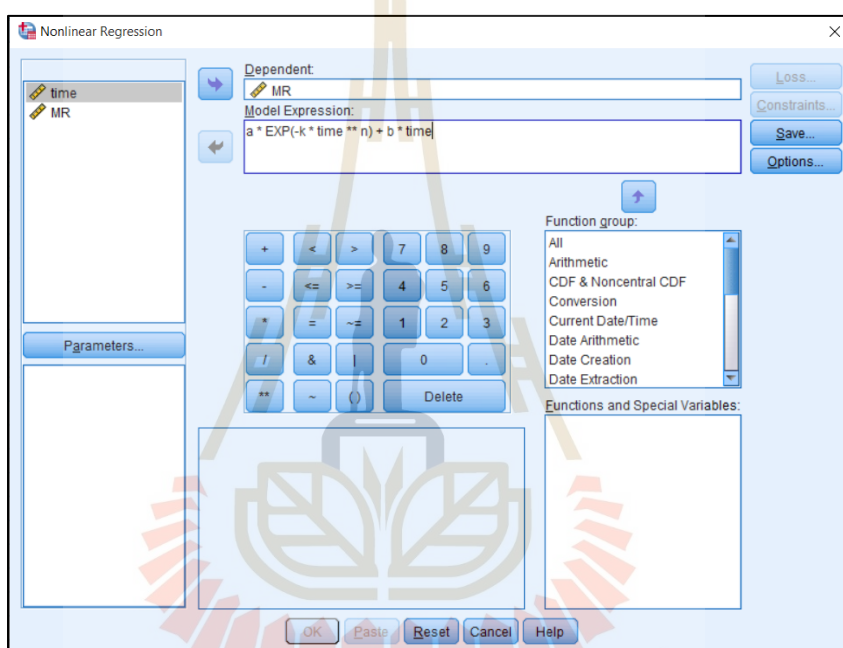 Nonlinear Regression
time
MR
Dependent:
MR
Model Expression:
a * EXP(-k * time ** n) + b * time
Loss...
Constraints...
Save...
Options...
Function group:
All
Arithmetic
CDF & Noncentral CDF
Conversion
Current Date/Time
Date Arithmetic
Date Creation
Date Extraction
+ < > 7 8 9
- <= >= 4 5 6
* = ~= 1 2 3
/ & | 0 .
** ~ () Delete
Parameters...
Functions and Special Variables:
OK Paste Reset Cancel Help